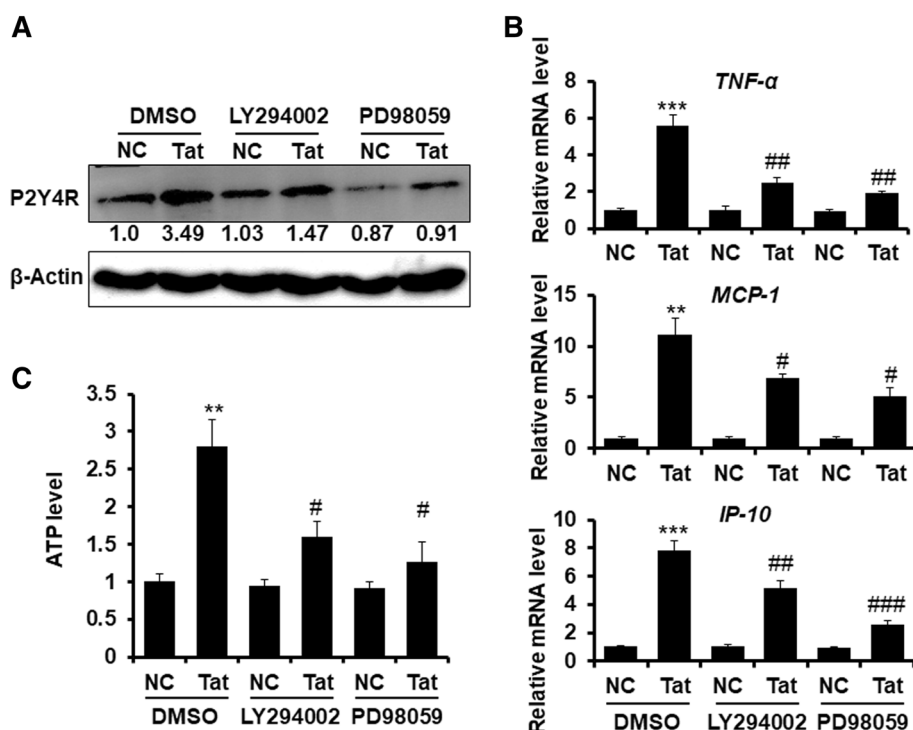 A
DMSO LY294002 PD98059
NC Tat NC Tat NC Tat
P2Y4R
1.0 3.49 1.03 1.47 0.87 0.91
β-Actin
B
TNF-α
Relative mRNA level
8
6
4
2
0
***
##
##
NC Tat NC Tat NC Tat
MCP-1
Relative mRNA level
15
10
5
0
**
#
#
NC Tat NC Tat NC Tat
IP-10
Relative mRNA level
8
6
4
2
0
***
##
###
NC Tat NC Tat NC Tat
DMSO LY294002 PD98059
C
ATP level
3.5
3
2.5
2
1.5
1
0.5
0
**
#
#
NC Tat NC Tat NC Tat
DMSO LY294002 PD98059